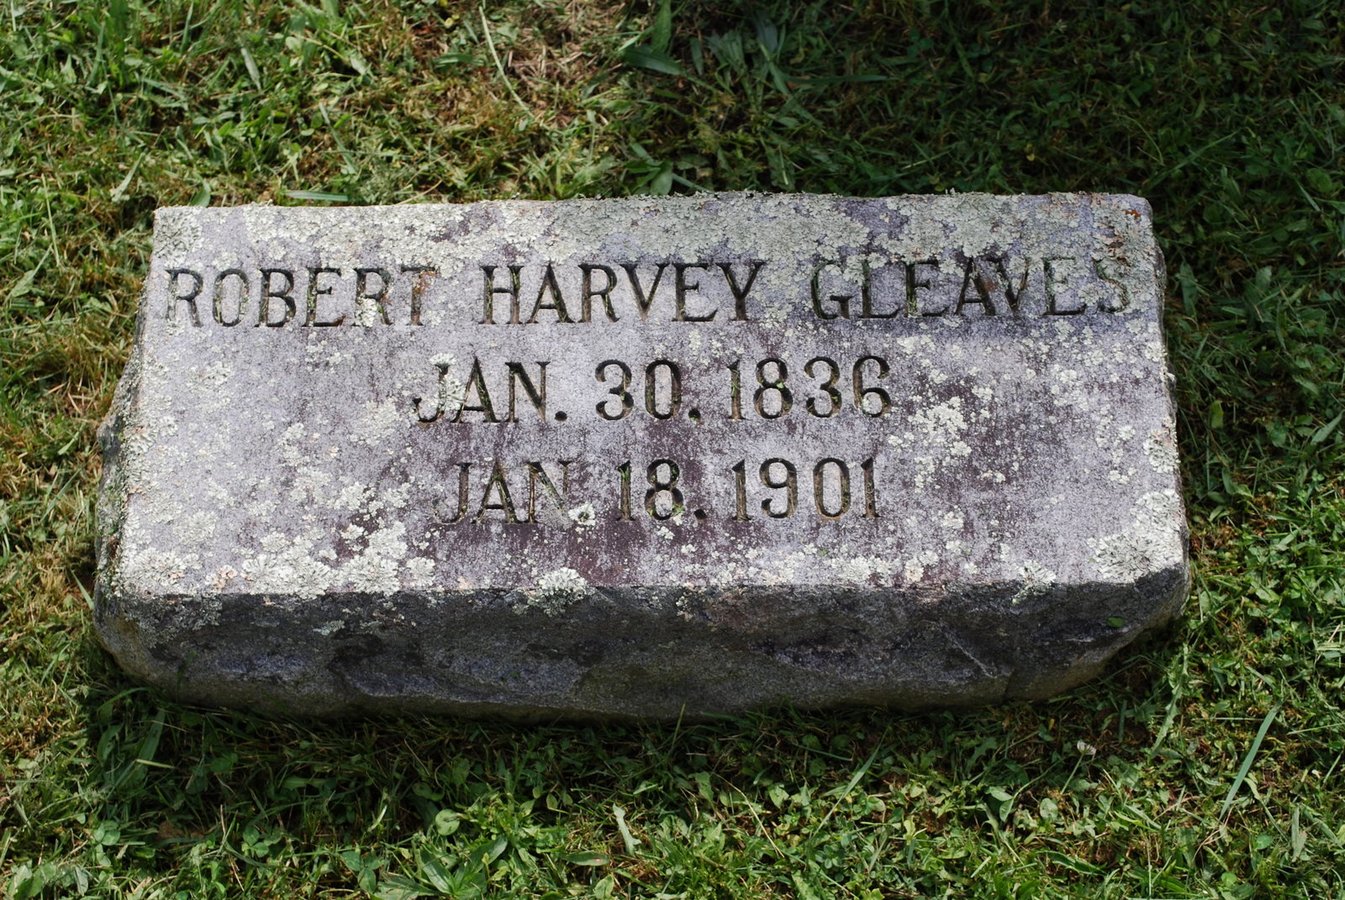 ROBERT HARVEY GLEAVES
JAN. 30. 1836
JAN 18. 1901